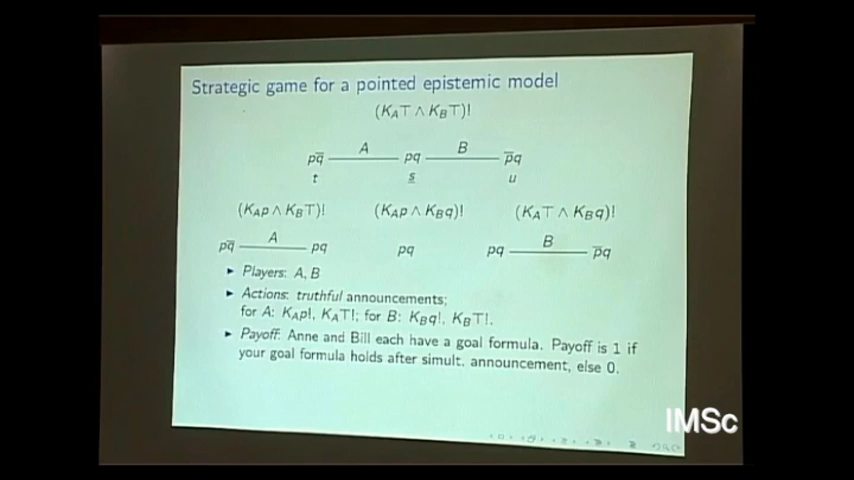 Strategic game for a pointed epistemic model
(K_A⊤ ∧ K_B⊤)!
A B
pq̅ pq p̅q
t s u
(K_Ap ∧ K_B⊤)! (K_Ap ∧ K_Bq)! (K_A⊤ ∧ K_Bq)!
A B
pq̅ pq pq pq p̅q
► Players: A, B
► Actions: truthful announcements;
for A: K_Ap!, K_A⊤!; for B: K_Bq!, K_B⊤!.
► Payoff: Anne and Bill each have a goal formula. Payoff is 1 if
your goal formula holds after simult. announcement, else 0.
IMSc